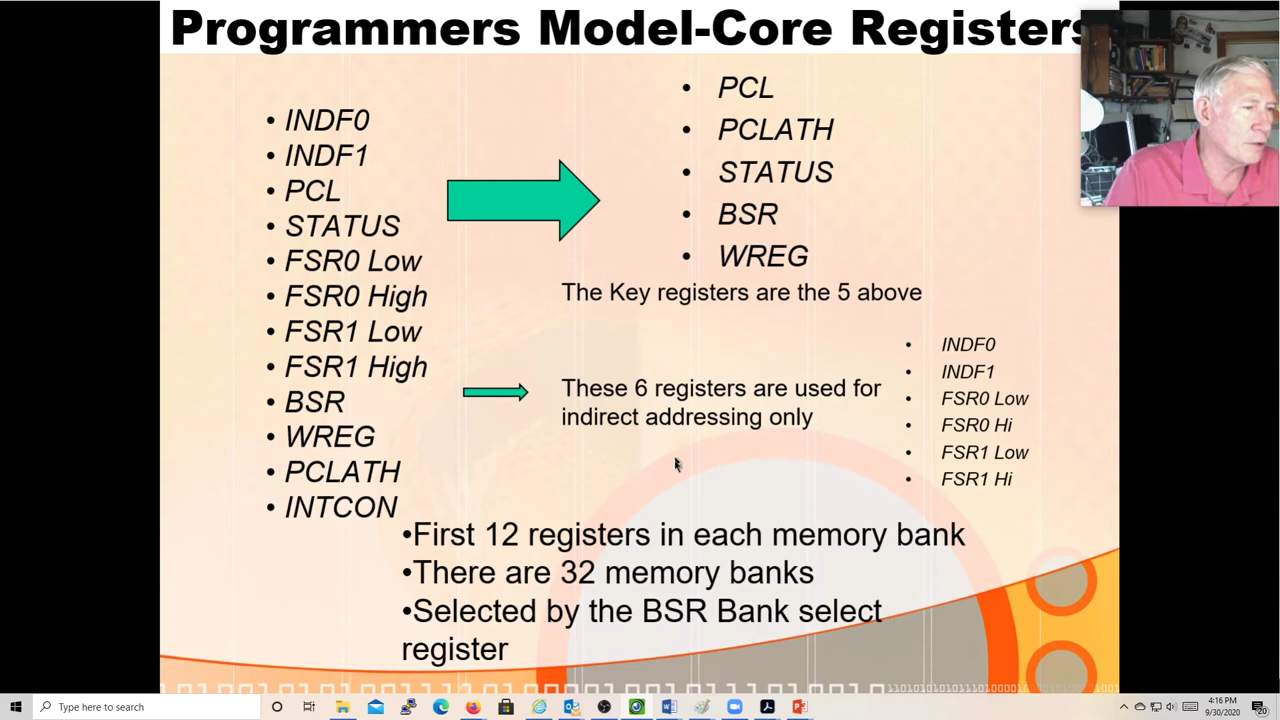 Programmers Model-Core Registers
• INDF0
• INDF1
• PCL
• STATUS
• FSR0 Low
• FSR0 High
• FSR1 Low
• FSR1 High
• BSR
• WREG
• PCLATH
• INTCON
• PCL
• PCLATH
• STATUS
• BSR
• WREG
The Key registers are the 5 above
These 6 registers are used for
indirect addressing only
• INDF0
• INDF1
• FSR0 Low
• FSR0 Hi
• FSR1 Low
• FSR1 Hi
•First 12 registers in each memory bank
•There are 32 memory banks
•Selected by the BSR Bank select
register
Type here to search
4:16 PM
9/30/2020